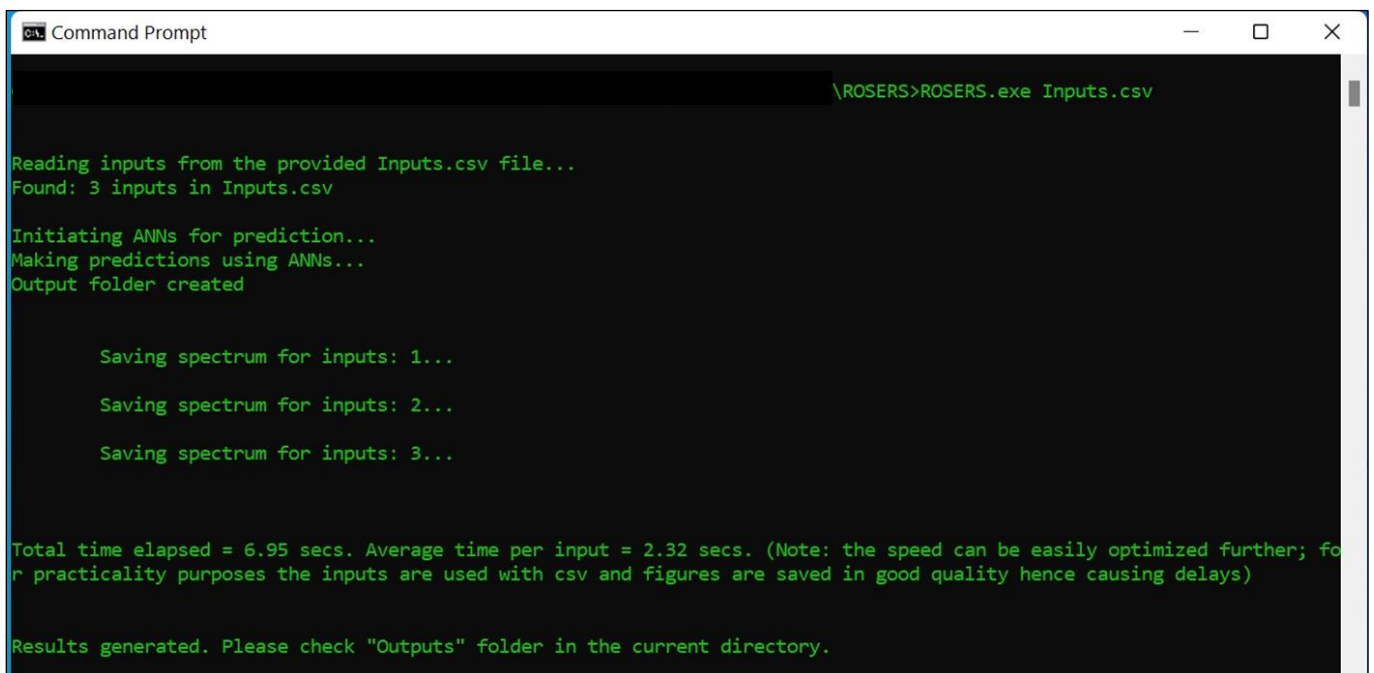 Command Prompt
\ROSERS>ROSERS.exe Inputs.csv
Reading inputs from the provided Inputs.csv file...
Found: 3 inputs in Inputs.csv
Initiating ANNs for prediction...
Making predictions using ANNs...
Output folder created
Saving spectrum for inputs: 1...
Saving spectrum for inputs: 2...
Saving spectrum for inputs: 3...
Total time elapsed = 6.95 secs. Average time per input = 2.32 secs. (Note: the speed can be easily optimized further; fo
r practicality purposes the inputs are used with csv and figures are saved in good quality hence causing delays)
Results generated. Please check "Outputs" folder in the current directory.